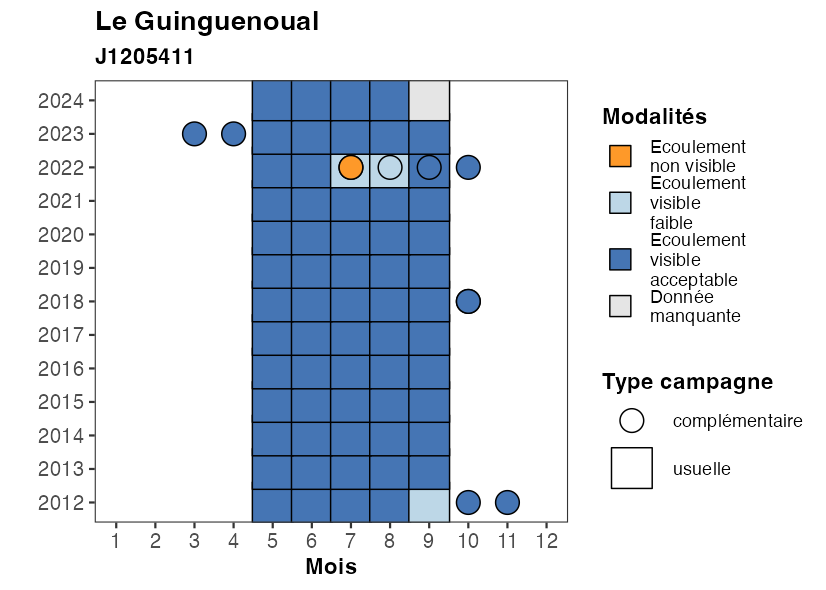 Le Guinguenoual
J1205411
2024
2023
2022
2021
2020
2019
2018
2017
2016
2015
2014
2013
2012
1 2 3 4 5 6 7 8 9 10 11 12
Mois
Modalités
Ecoulement
non visible
Ecoulement
visible
faible
Ecoulement
visible
acceptable
Donnée
manquante
Type campagne
complémentaire
usuelle